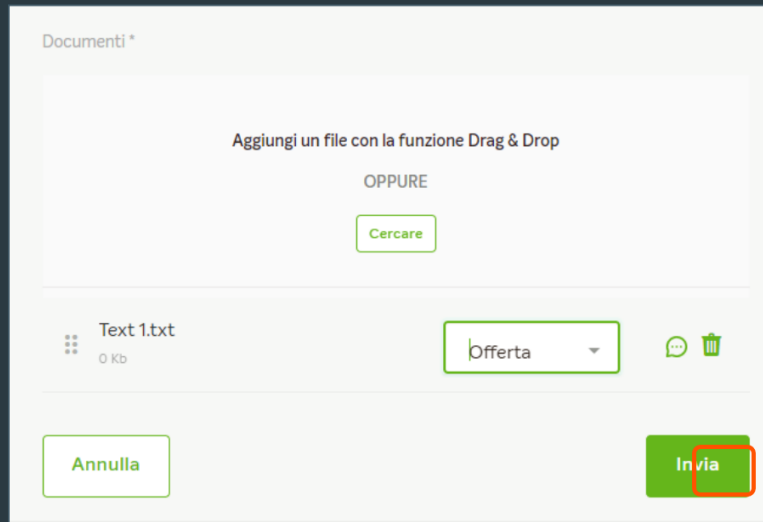 Documenti *
Aggiungi un file con la funzione Drag & Drop
OPPURE
Cercare
Text 1.txt
0 Kb
Offerta
Annulla
Invia